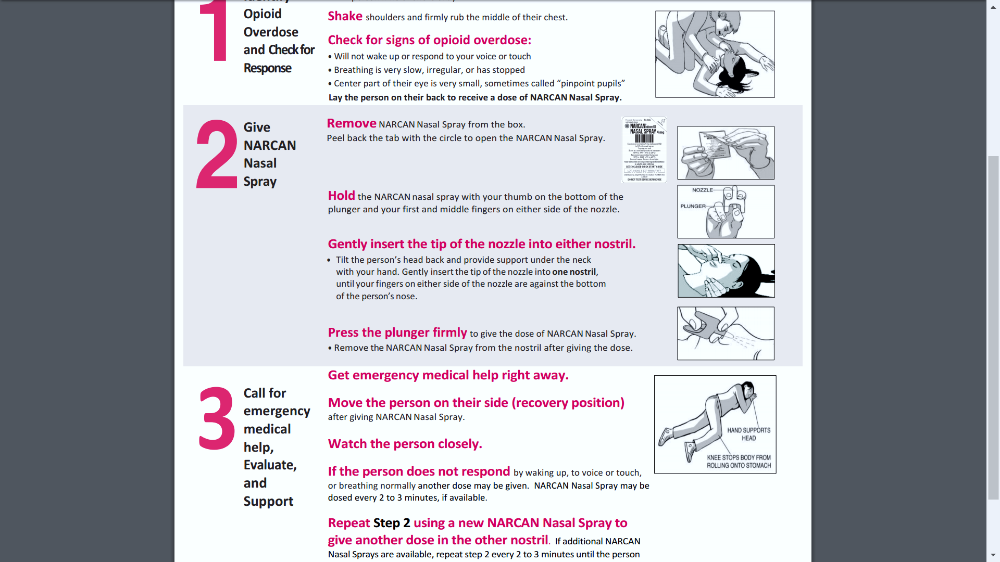 1
Opioid
Overdose
and Check for
Response
Shake shoulders and firmly rub the middle of their chest.
Check for signs of opioid overdose:
• Will not wake up or respond to your voice or touch
• Breathing is very slow, irregular, or has stopped
• Center part of their eye is very small, sometimes called “pinpoint pupils”
Lay the person on their back to receive a dose of NARCAN Nasal Spray.
2
Give
NARCAN
Nasal
Spray
Remove NARCAN Nasal Spray from the box.
Peel back the tab with the circle to open the NARCAN Nasal Spray.
Rx Only
NARCAN
NASAL SPRAY 4 mg
SEE ENCLOSED QUICK START GUIDE
DO NOT TEST DEVICE BEFORE USE
Hold the NARCAN nasal spray with your thumb on the bottom of the
plunger and your first and middle fingers on either side of the nozzle.
NOZZLE
PLUNGER
Gently insert the tip of the nozzle into either nostril.
• Tilt the person’s head back and provide support under the neck
with your hand. Gently insert the tip of the nozzle into one nostril,
until your fingers on either side of the nozzle are against the bottom
of the person’s nose.
Press the plunger firmly to give the dose of NARCAN Nasal Spray.
• Remove the NARCAN Nasal Spray from the nostril after giving the dose.
3
Call for
emergency
medical
help,
Evaluate,
and
Support
Get emergency medical help right away.
Move the person on their side (recovery position)
after giving NARCAN Nasal Spray.
Watch the person closely.
If the person does not respond by waking up, to voice or touch,
or breathing normally another dose may be given. NARCAN Nasal Spray may be
dosed every 2 to 3 minutes, if available.
Repeat Step 2 using a new NARCAN Nasal Spray to
give another dose in the other nostril. If additional NARCAN
Nasal Sprays are available, repeat step 2 every 2 to 3 minutes until the person
HAND SUPPORTS
HEAD
KNEE STOPS BODY FROM
ROLLING ONTO STOMACH